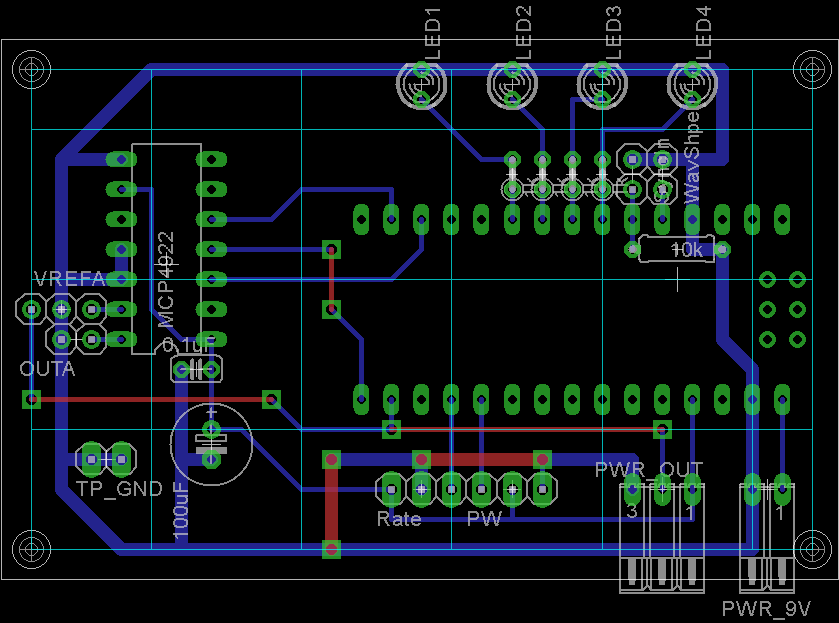 LED1
LED2
LED3
LED4
WavShpe
MCP4922
10k
VREFA
0.1uF
OUTA
+
TP_GND
100uF
Rate
PW
PWR_OUT
3
1
1
PWR_9V